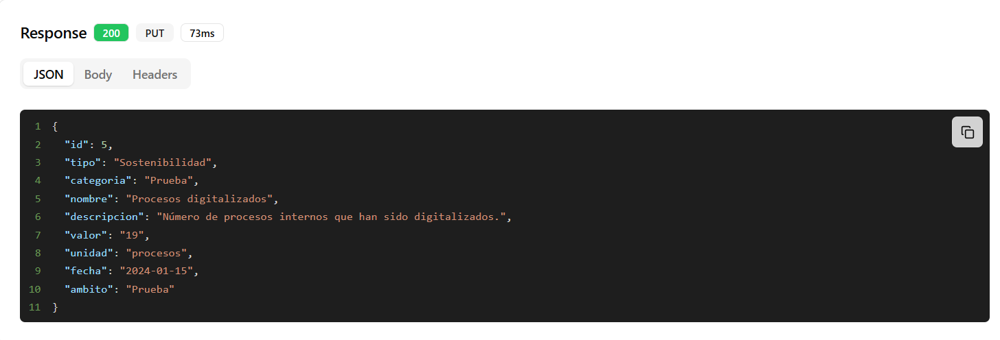 Response 200 PUT 73ms
JSON Body Headers
1 {
2   "id": 5,
3   "tipo": "Sostenibilidad",
4   "categoria": "Prueba",
5   "nombre": "Procesos digitalizados",
6   "descripcion": "Número de procesos internos que han sido digitalizados.",
7   "valor": "19",
8   "unidad": "procesos",
9   "fecha": "2024-01-15",
10   "ambito": "Prueba"
11 }